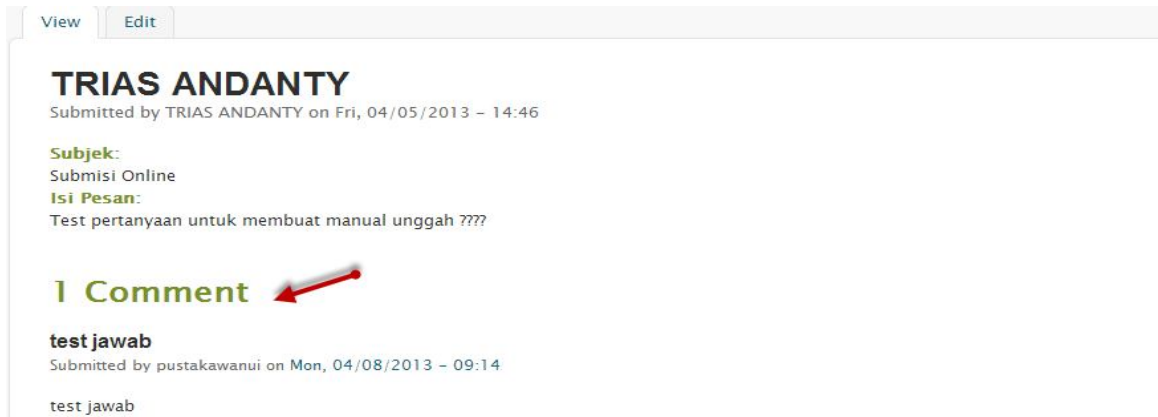 View Edit
TRIAS ANDANTY
Submitted by TRIAS ANDANTY on Fri, 04/05/2013 – 14:46
Subjek:
Submisi Online
Isi Pesan:
Test pertanyaan untuk membuat manual unggah ????
1 Comment
test jawab
Submitted by pustakawanui on Mon, 04/08/2013 – 09:14
test jawab